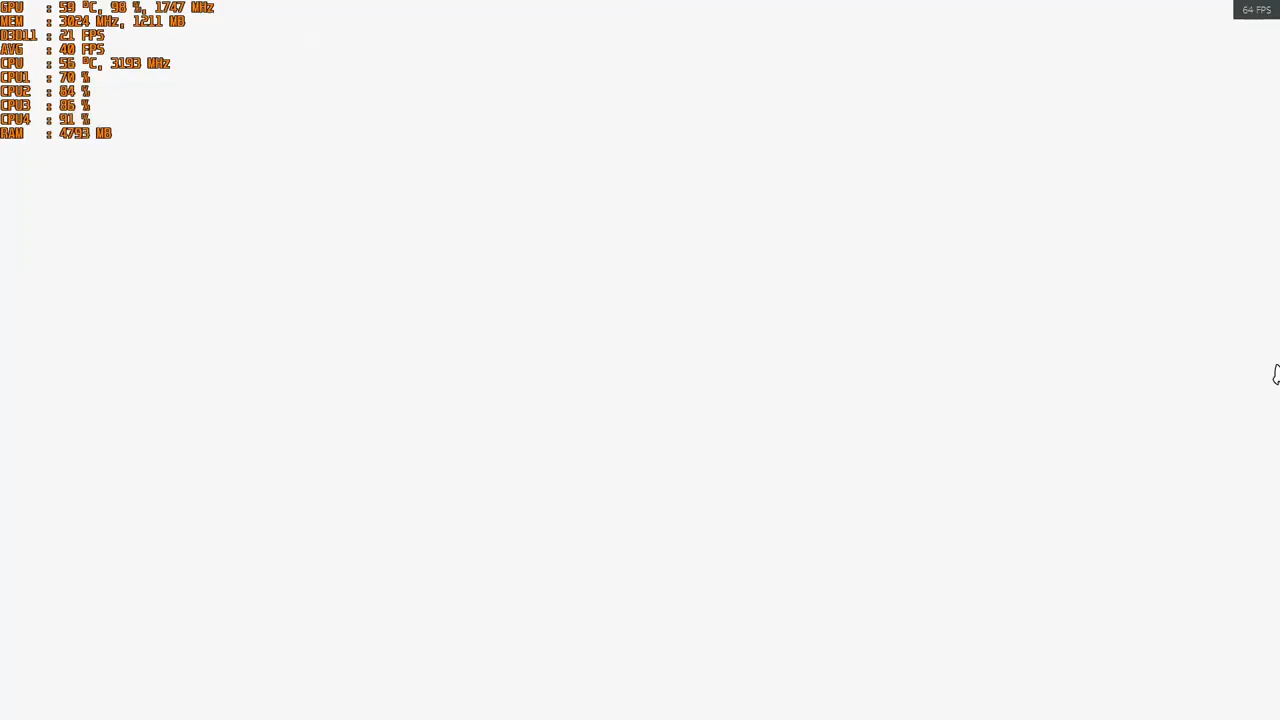 GPU : 59 °C, 98 %, 1747 MHz
MEM : 3024 MHz, 1211 MB
D3D11 : 21 FPS
AVG : 40 FPS
CPU : 56 °C, 3193 MHz
CPU1 : 70 %
CPU2 : 84 %
CPU3 : 86 %
CPU4 : 91 %
RAM : 4793 MB
64 FPS